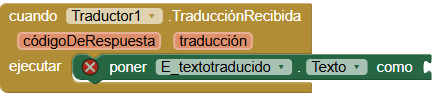 cuando Traductor1 .TraducciónRecibida
códigoDeRespuesta traducción
ejecutar poner E_textotraducido . Texto como